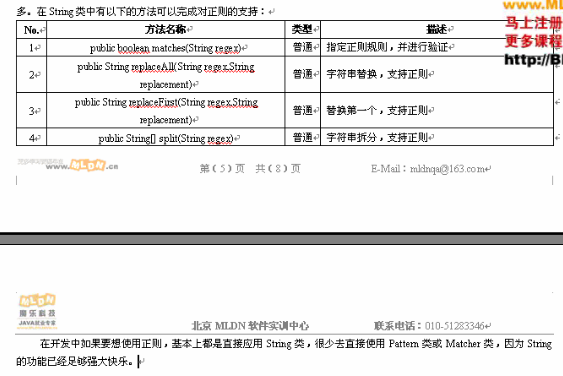 www.ML
多。在 String 类中有以下的方法可以完成对正则的支持：
马上注册
更多课程
http://B
No. 方法名称 类型 描述
1 public boolean matches(String regex) 普通 指定正则规则，并进行验证
2 public String replaceAll(String regex,String replacement) 普通 字符串替换，支持正则
3 public String replaceFirst(String regex,String replacement) 普通 替换第一个，支持正则
4 public String[] split(String regex) 普通 字符串拆分，支持正则
www.MLDN.cn
第（5）页 共（8）页 E-Mail：mldnqa@163.com
MLDN
魔乐科技
JAVA就业专家
北京 MLDN 软件实训中心 联系电话：010-51283346
在开发中如果要想使用正则，基本上都是直接应用 String 类，很少去直接使用 Pattern 类或 Matcher 类，因为 String
的功能已经足够强大快乐。